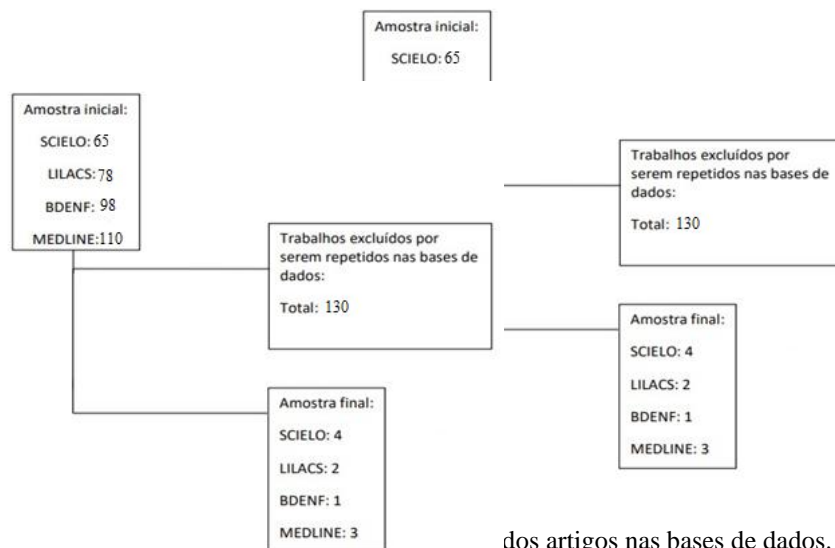 Amostra inicial:
SCIELO: 65
Amostra inicial:
SCIELO: 65
LILACS: 78
BDENF: 98
MEDLINE:110
Trabalhos excluídos por
serem repetidos nas bases de
dados:
Total: 130
Trabalhos excluídos por
serem repetidos nas bases de
dados:
Total: 130
Amostra final:
SCIELO: 4
LILACS: 2
BDENF: 1
MEDLINE: 3
Amostra final:
SCIELO: 4
LILACS: 2
BDENF: 1
MEDLINE: 3
dos artigos nas bases de dados.